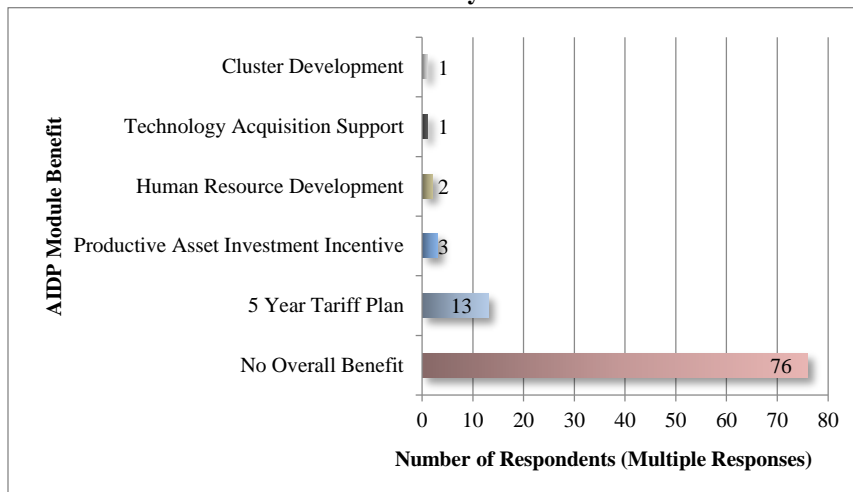 AIDP Module Benefit
Cluster Development 1
Technology Acquisition Support 1
Human Resource Development 2
Productive Asset Investment Incentive 3
5 Year Tariff Plan 13
No Overall Benefit 76
0 10 20 30 40 50 60 70 80
Number of Respondents (Multiple Responses)